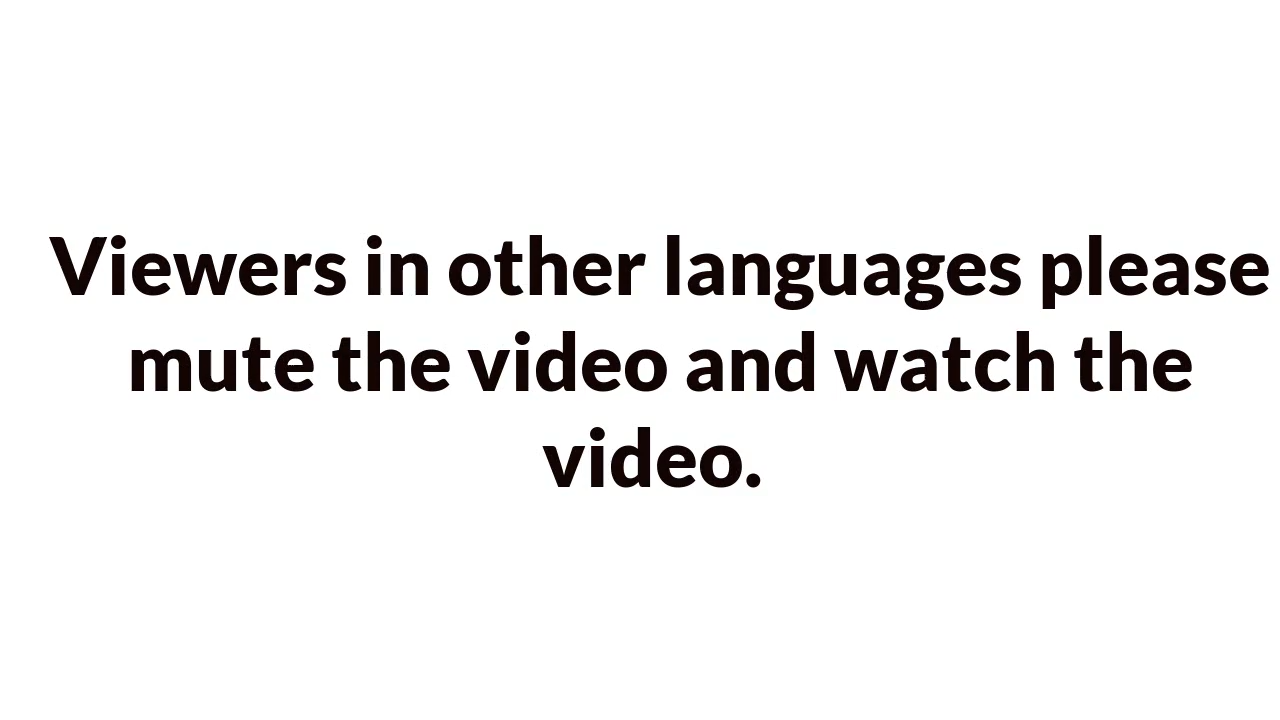 Viewers in other languages please
mute the video and watch the
video.